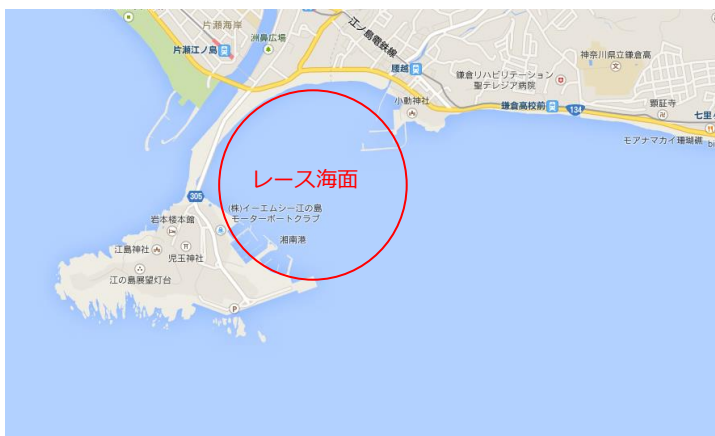 片瀬海岸
洲鼻広場
片瀬江ノ島
江ノ島電鉄線
腰越
神奈川県立鎌倉高
鎌倉リハビリテーション
聖テレジア病院
小動神社
鎌倉高校前
134
顕証寺
七里ヶ
モアナマカイ珊瑚礁
レース海面
305
(株)イーエムシー江の島
モーターボートクラブ
岩本楼本館
湘南港
江島神社
児玉神社
江の島展望灯台
P